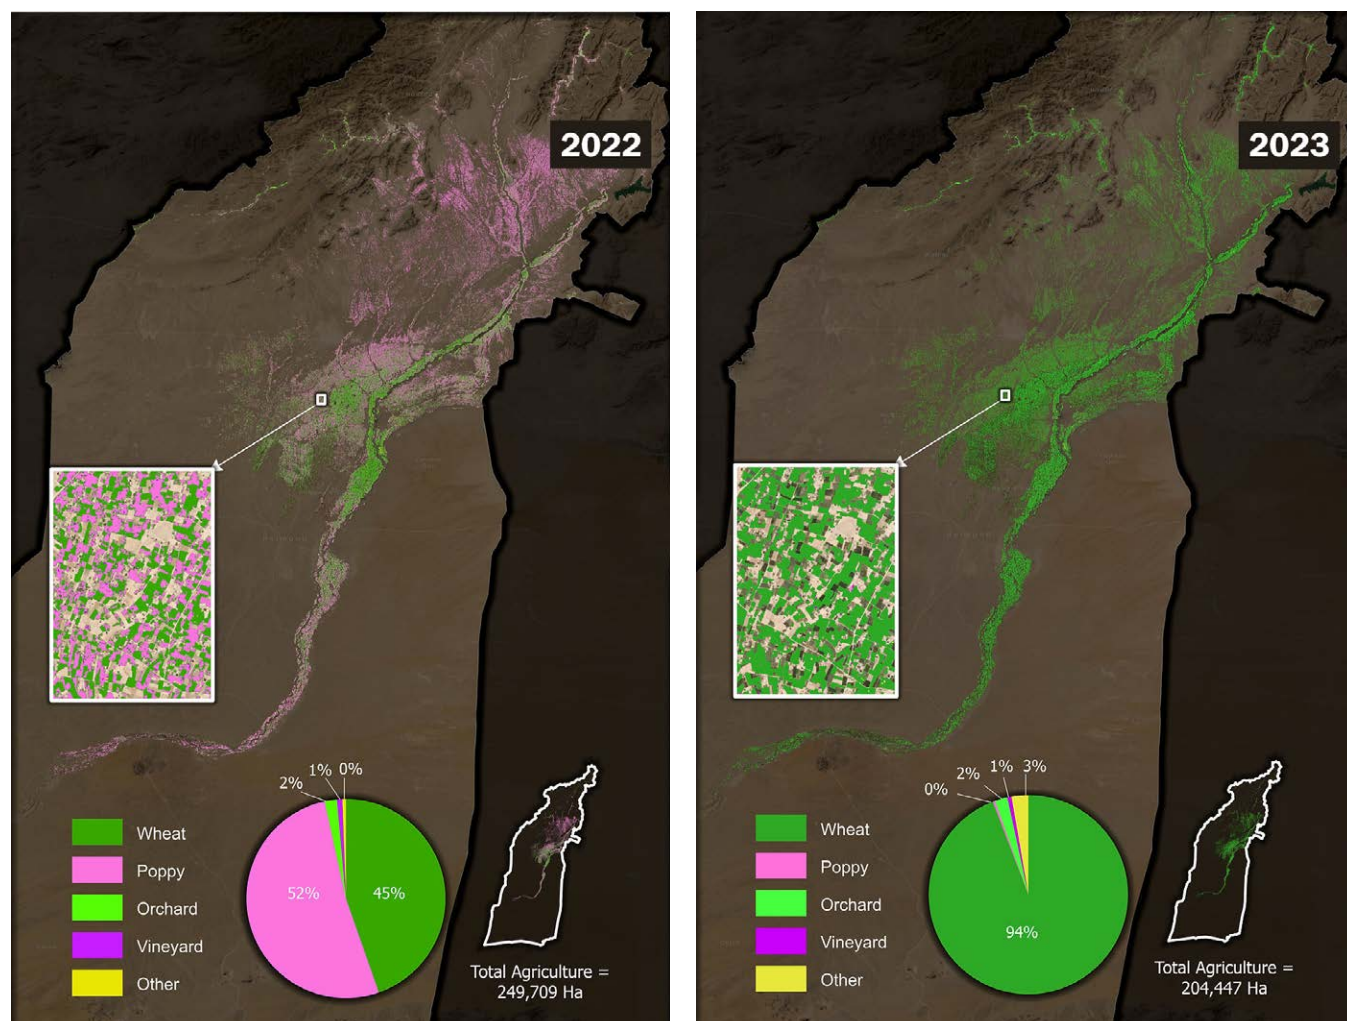 2022
2%
1%
0%
52%
45%
Wheat
Poppy
Orchard
Vineyard
Other
Total Agriculture =
249,709 Ha
2023
0%
2%
1%
3%
94%
Wheat
Poppy
Orchard
Vineyard
Other
Total Agriculture =
204,447 Ha